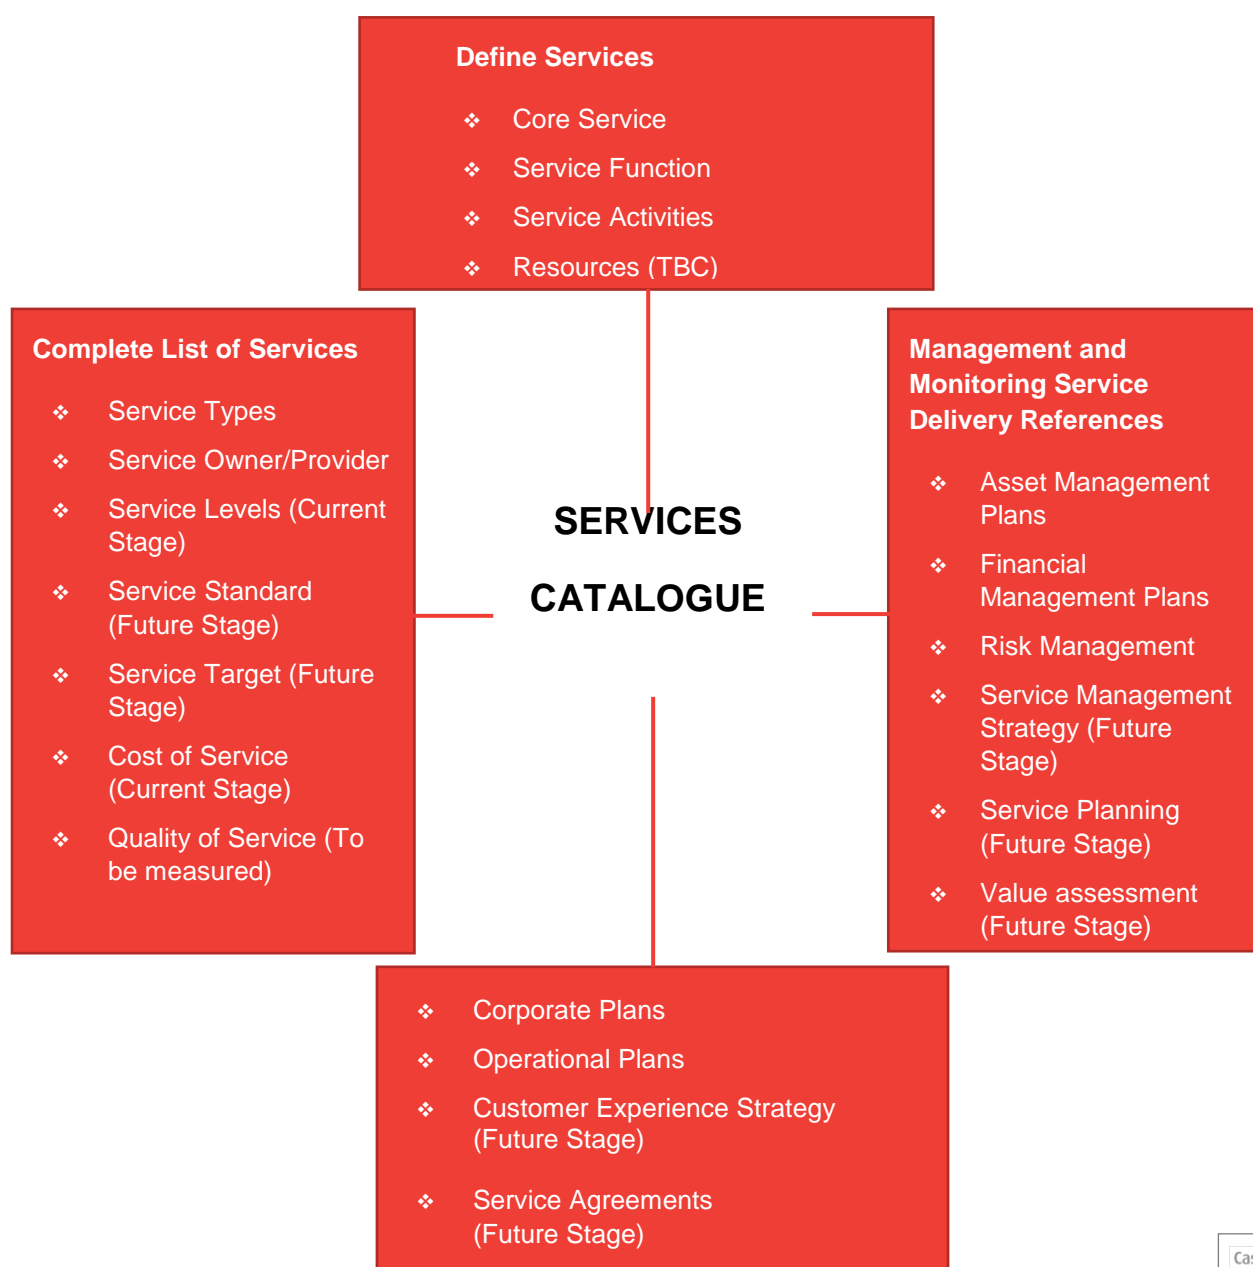 Define Services
❖ Core Service
❖ Service Function
❖ Service Activities
❖ Resources (TBC)
Complete List of Services
❖ Service Types
❖ Service Owner/Provider
❖ Service Levels (Current
Stage)
❖ Service Standard
(Future Stage)
❖ Service Target (Future
Stage)
❖ Cost of Service
(Current Stage)
❖ Quality of Service (To
be measured)
SERVICES
CATALOGUE
Management and
Monitoring Service
Delivery References
❖ Asset Management
Plans
❖ Financial
Management Plans
❖ Risk Management
❖ Service Management
Strategy (Future
Stage)
❖ Service Planning
(Future Stage)
❖ Value assessment
(Future Stage)
❖ Corporate Plans
❖ Operational Plans
❖ Customer Experience Strategy
(Future Stage)
❖ Service Agreements
(Future Stage)